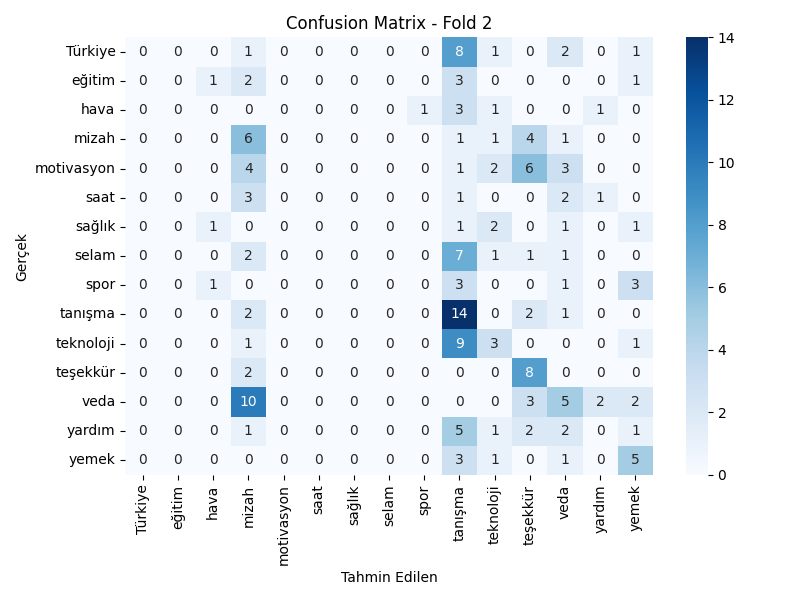 Confusion Matrix - Fold 2
Gerçek
Türkiye 0 0 0 1 0 0 0 0 0 8 1 0 2 0 1
eğitim 0 0 1 2 0 0 0 0 0 3 0 0 0 0 1
hava 0 0 0 0 0 0 0 0 1 3 1 0 0 1 0
mizah 0 0 0 6 0 0 0 0 0 1 1 4 1 0 0
motivasyon 0 0 0 4 0 0 0 0 0 1 2 6 3 0 0
saat 0 0 0 3 0 0 0 0 0 1 0 0 2 1 0
sağlık 0 0 1 0 0 0 0 0 0 1 2 0 1 0 1
selam 0 0 0 2 0 0 0 0 0 7 1 1 1 0 0
spor 0 0 1 0 0 0 0 0 0 3 0 0 1 0 3
tanışma 0 0 0 2 0 0 0 0 0 14 0 2 1 0 0
teknoloji 0 0 0 1 0 0 0 0 0 9 3 0 0 0 1
teşekkür 0 0 0 2 0 0 0 0 0 0 0 8 0 0 0
veda 0 0 0 10 0 0 0 0 0 0 0 3 5 2 2
yardım 0 0 0 1 0 0 0 0 0 5 1 2 2 0 1
yemek 0 0 0 0 0 0 0 0 0 3 1 0 1 0 5
Türkiye eğitim hava mizah motivasyon saat sağlık selam spor tanışma teknoloji teşekkür veda yardım yemek
Tahmin Edilen
14
12
10
8
6
4
2
0